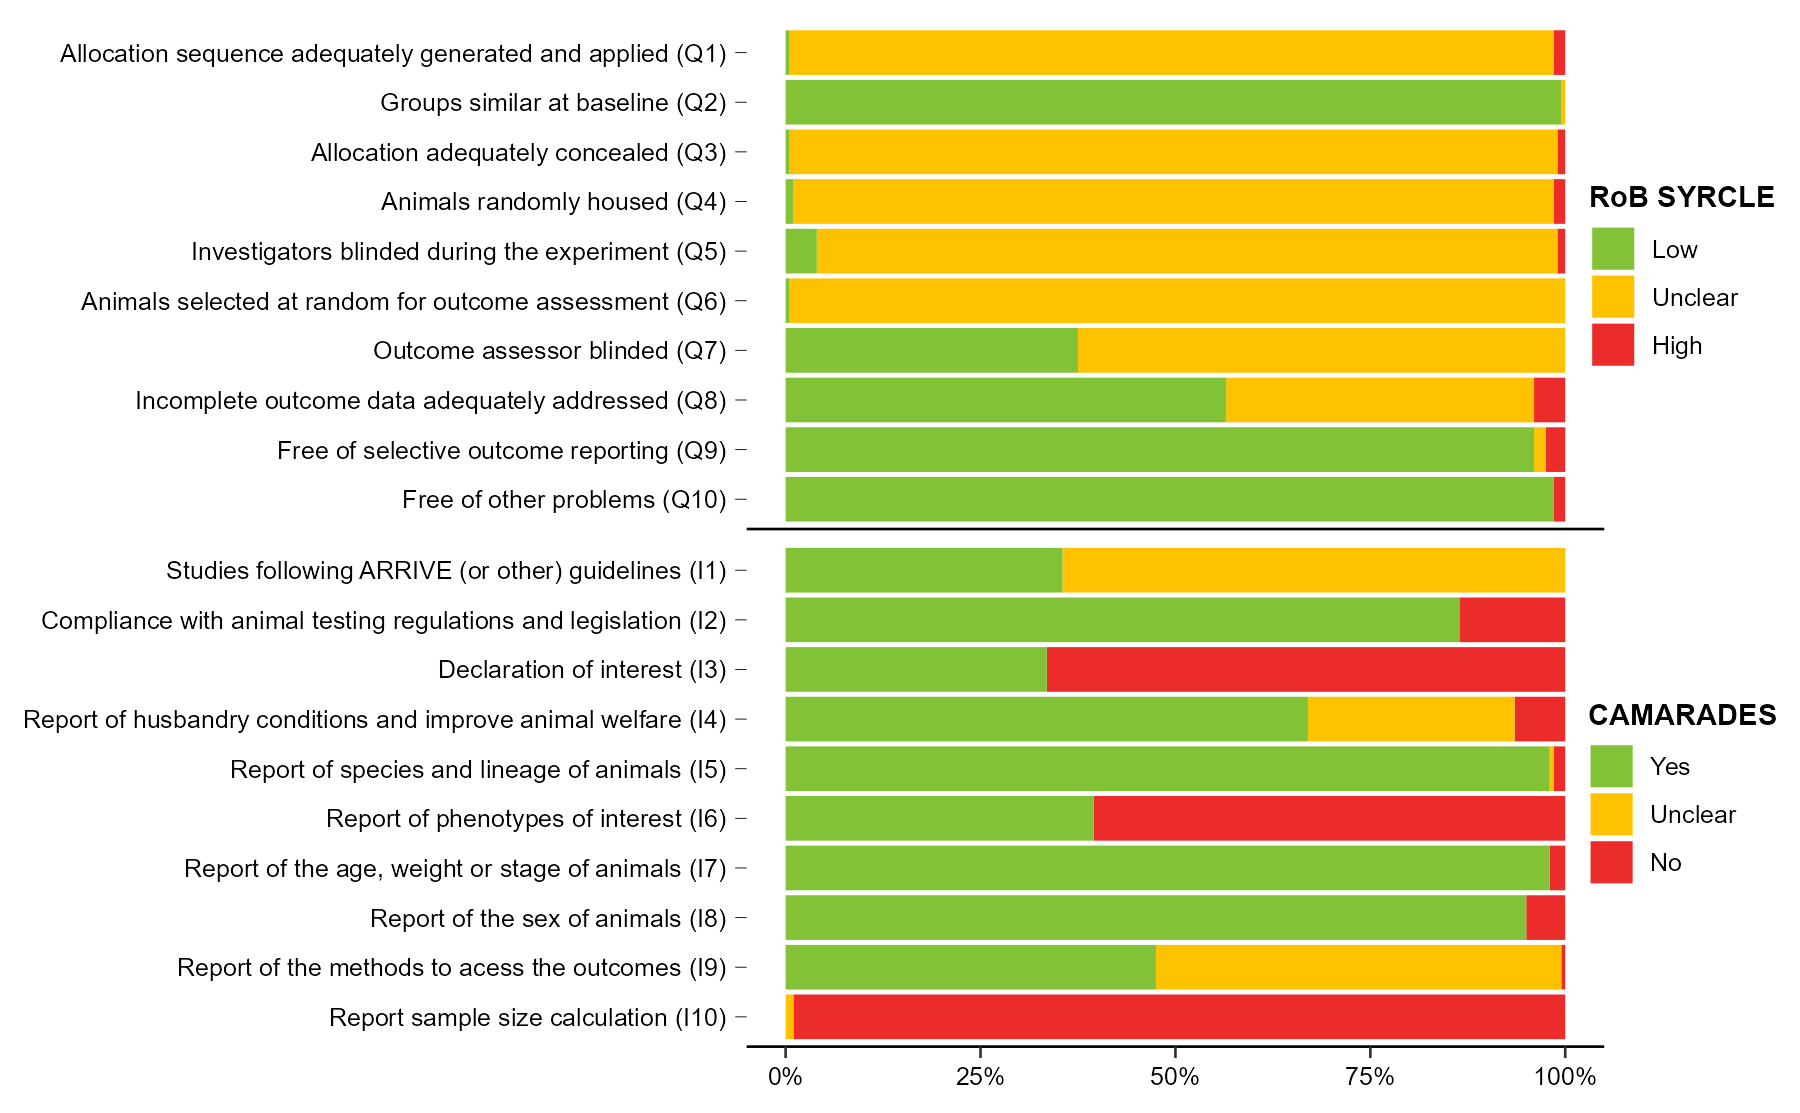 Allocation sequence adequately generated and applied (Q1)
Groups similar at baseline (Q2)
Allocation adequately concealed (Q3)
Animals randomly housed (Q4)
Investigators blinded during the experiment (Q5)
Animals selected at random for outcome assessment (Q6)
Outcome assessor blinded (Q7)
Incomplete outcome data adequately addressed (Q8)
Free of selective outcome reporting (Q9)
Free of other problems (Q10)
RoB SYRCLE
Low
Unclear
High
Studies following ARRIVE (or other) guidelines (I1)
Compliance with animal testing regulations and legislation (I2)
Declaration of interest (I3)
Report of husbandry conditions and improve animal welfare (I4)
Report of species and lineage of animals (I5)
Report of phenotypes of interest (I6)
Report of the age, weight or stage of animals (I7)
Report of the sex of animals (I8)
Report of the methods to acess the outcomes (I9)
Report sample size calculation (I10)
CAMARADES
Yes
Unclear
No
0% 25% 50% 75% 100%